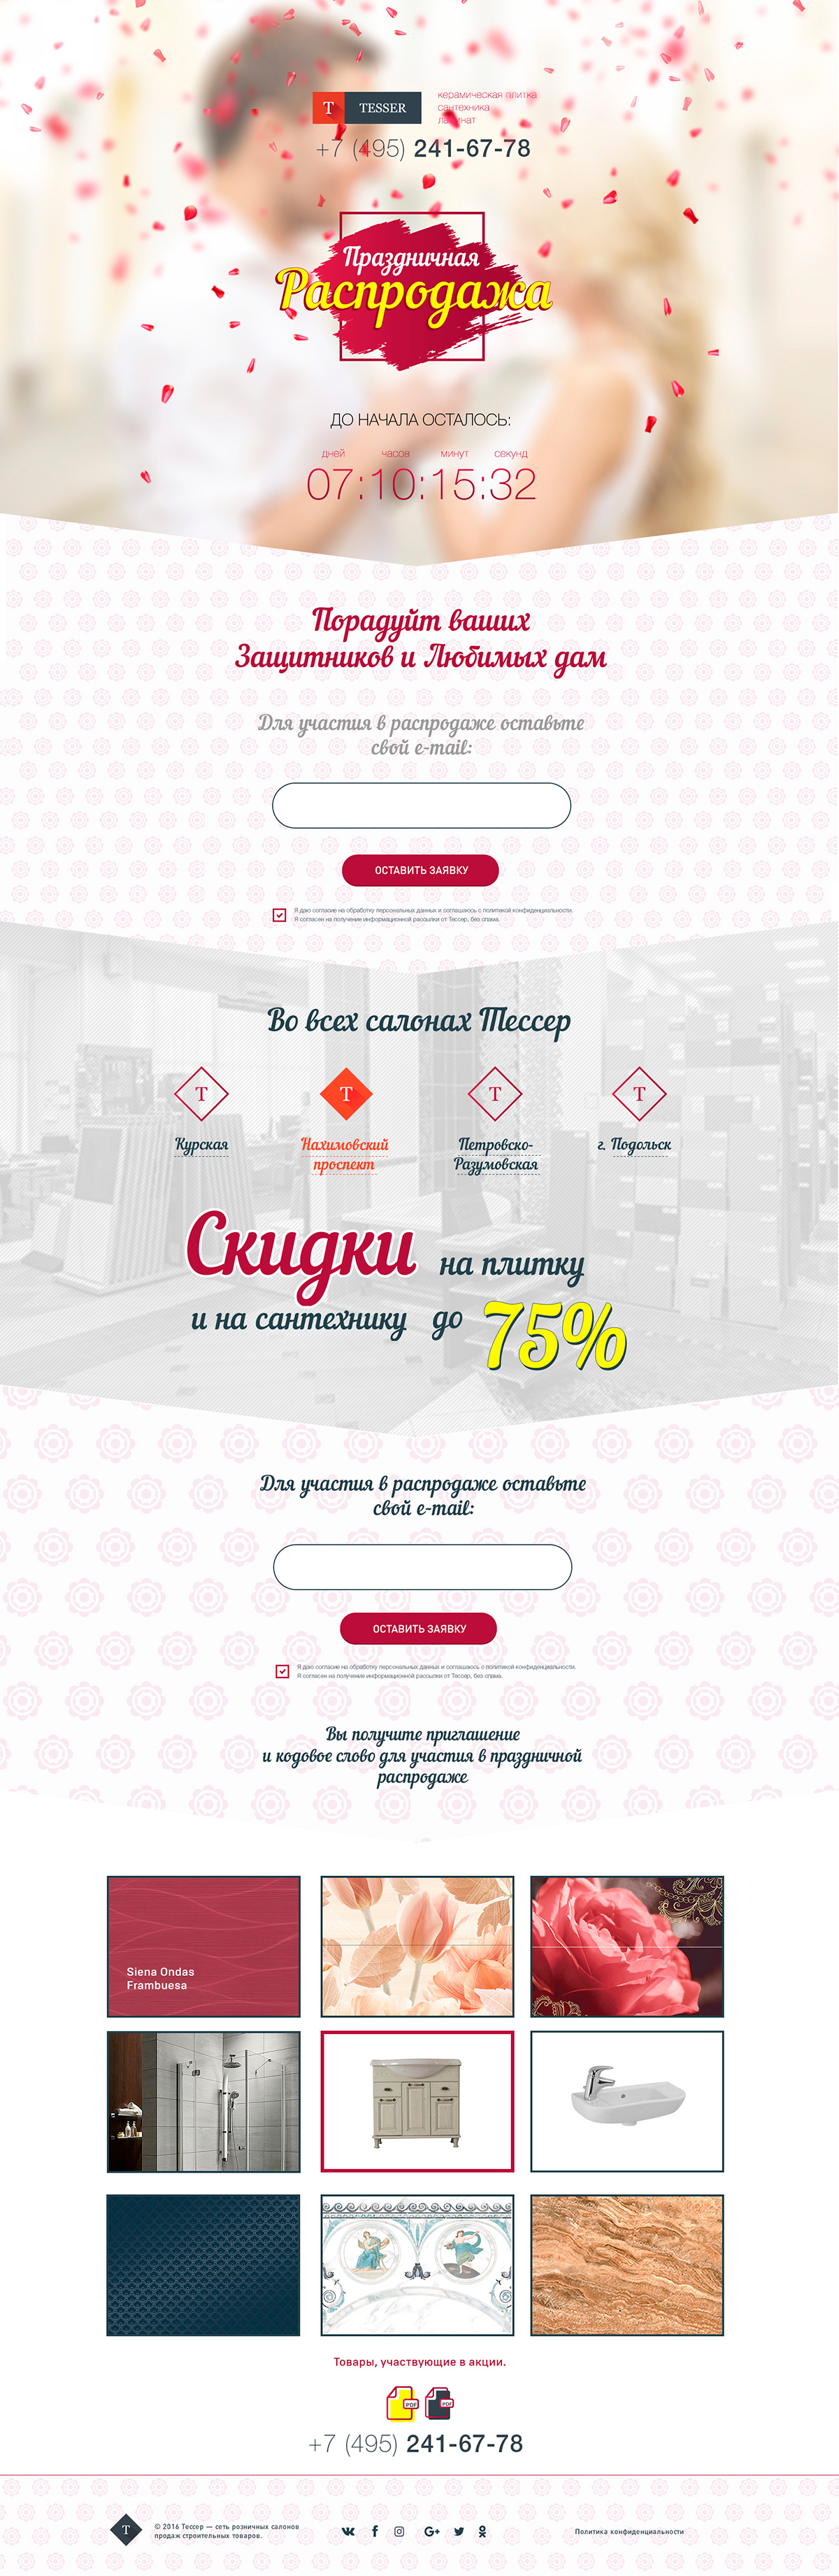 T TESSER
керамическая плитка
сантехника
ламинат
+7 (495) 241-67-78
Праздничная
Распродажа
ДО НАЧАЛА ОСТАЛОСЬ:
дней часов минут секунд
07:10:15:32
Порадуйт ваших
Защитников и Любимых дам
Для участия в распродаже оставьте
свой e-mail:
ОСТАВИТЬ ЗАЯВКУ
Я даю согласие на обработку персональных данных и соглашаюсь с политикой конфиденциальности.
Я согласен на получение информационной рассылки от Тессер, без спама.
Во всех салонах Тессер
T T T T
Курская
Нахимовский
проспект
Петровско-
Разумовская
г. Подольск
Скидки на плитку
и на сантехнику до 75%
Для участия в распродаже оставьте
свой e-mail:
ОСТАВИТЬ ЗАЯВКУ
Я даю согласие на обработку персональных данных и соглашаюсь с политикой конфиденциальности.
Я согласен на получение информационной рассылки от Тессер, без спама.
Вы получите приглашение
и кодовое слово для участия в праздничной
распродаже
Siena Ondas
Frambuesa
Товары, участвующие в акции.
PDF PDF
+7 (495) 241-67-78
T
© 2016 Тессер — сеть розничных салонов
продаж строительных товаров.
Политика конфиденциальности